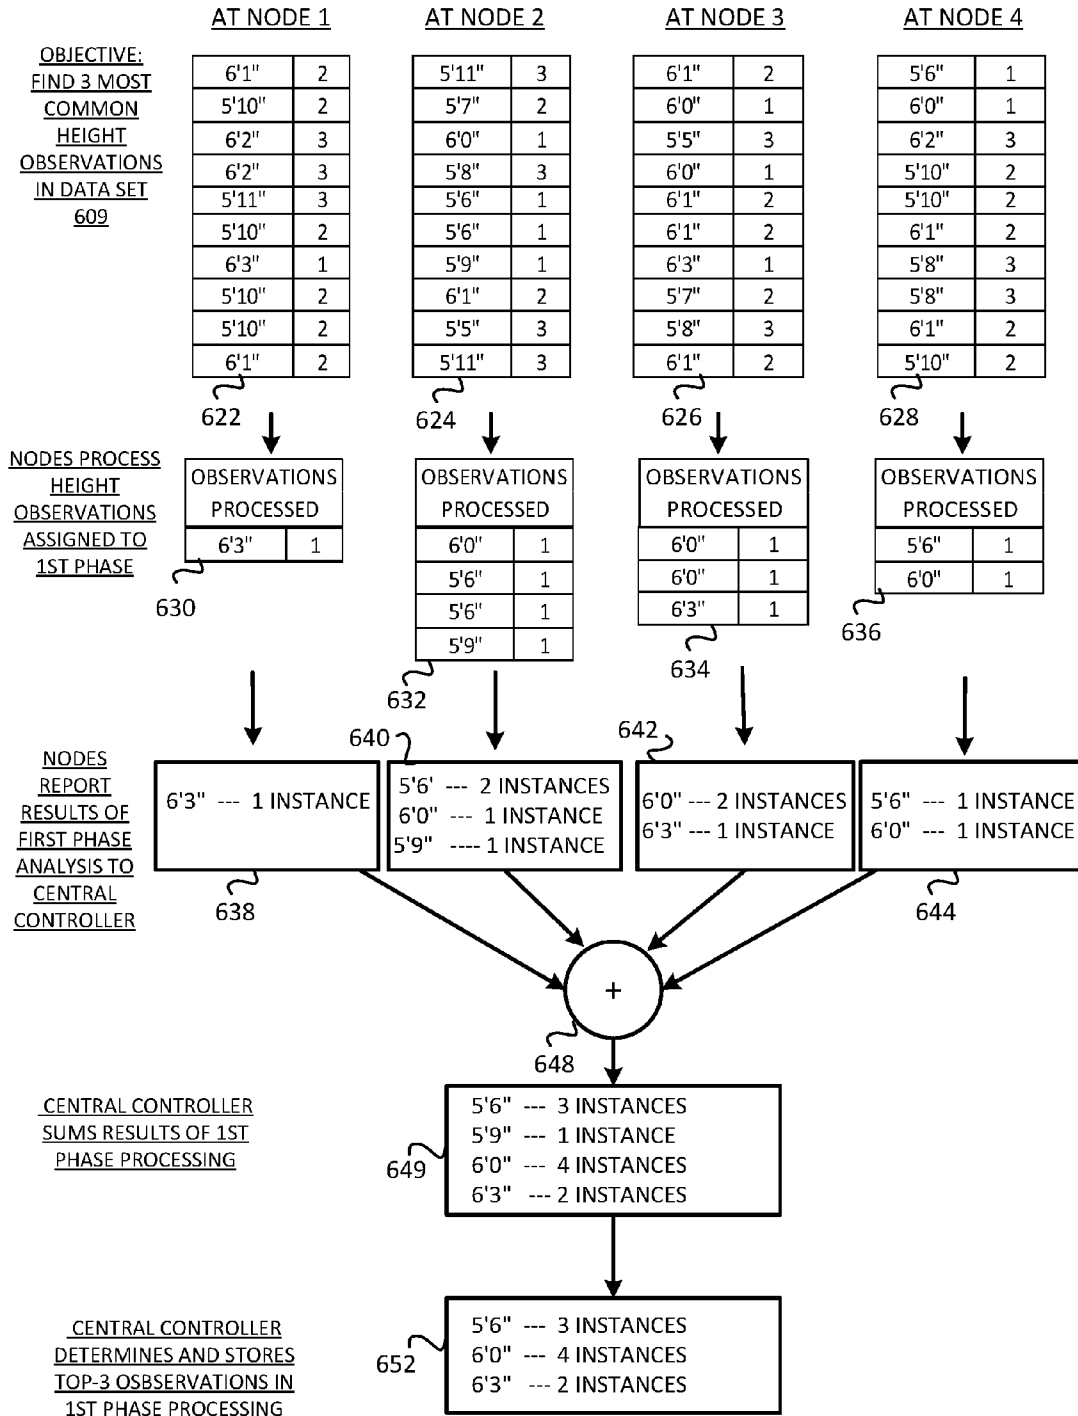 AT NODE 1
AT NODE 2
AT NODE 3
AT NODE 4
OBJECTIVE:
FIND 3 MOST
COMMON
HEIGHT
OBSERVATIONS
IN DATA SET
609
6'1" 2
5'10" 2
6'2" 3
6'2" 3
5'11" 3
5'10" 2
6'3" 1
5'10" 2
5'10" 2
6'1" 2
622
5'11" 3
5'7" 2
6'0" 1
5'8" 3
5'6" 1
5'6" 1
5'9" 1
6'1" 2
5'5" 3
5'11" 3
624
6'1" 2
6'0" 1
5'5" 3
6'0" 1
6'1" 2
6'1" 2
6'3" 1
5'7" 2
5'8" 3
6'1" 2
626
5'6" 1
6'0" 1
6'2" 3
5'10" 2
5'10" 2
6'1" 2
5'8" 3
5'8" 3
6'1" 2
5'10" 2
628
NODES PROCESS
HEIGHT
OBSERVATIONS
ASSIGNED TO
1ST PHASE
OBSERVATIONS
PROCESSED
6'3" 1
630
OBSERVATIONS
PROCESSED
6'0" 1
5'6" 1
5'6" 1
5'9" 1
632
OBSERVATIONS
PROCESSED
6'0" 1
6'0" 1
6'3" 1
634
OBSERVATIONS
PROCESSED
5'6" 1
6'0" 1
636
NODES
REPORT
RESULTS OF
FIRST PHASE
ANALYSIS TO
CENTRAL
CONTROLLER
6'3" --- 1 INSTANCE
638
640
5'6' --- 2 INSTANCES
6'0" --- 1 INSTANCE
5'9" ---- 1 INSTANCE
642
6'0" --- 2 INSTANCES
6'3" --- 1 INSTANCE
5'6" --- 1 INSTANCE
6'0" --- 1 INSTANCE
644
+
648
CENTRAL CONTROLLER
SUMS RESULTS OF 1ST
PHASE PROCESSING
649
5'6" --- 3 INSTANCES
5'9" --- 1 INSTANCE
6'0" --- 4 INSTANCES
6'3" --- 2 INSTANCES
CENTRAL CONTROLLER
DETERMINES AND STORES
TOP-3 OSBSERVATIONS IN
1ST PHASE PROCESSING
652
5'6" --- 3 INSTANCES
6'0" --- 4 INSTANCES
6'3" --- 2 INSTANCES